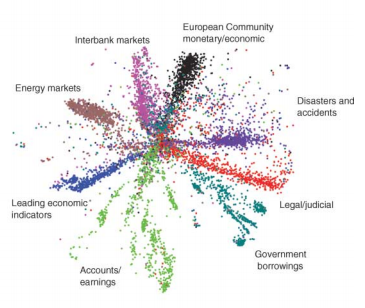 European Community
monetary/economic
Interbank markets
Energy markets
Disasters and
accidents
Leading economic
indicators
Legal/judicial
Government
borrowings
Accounts/
earnings